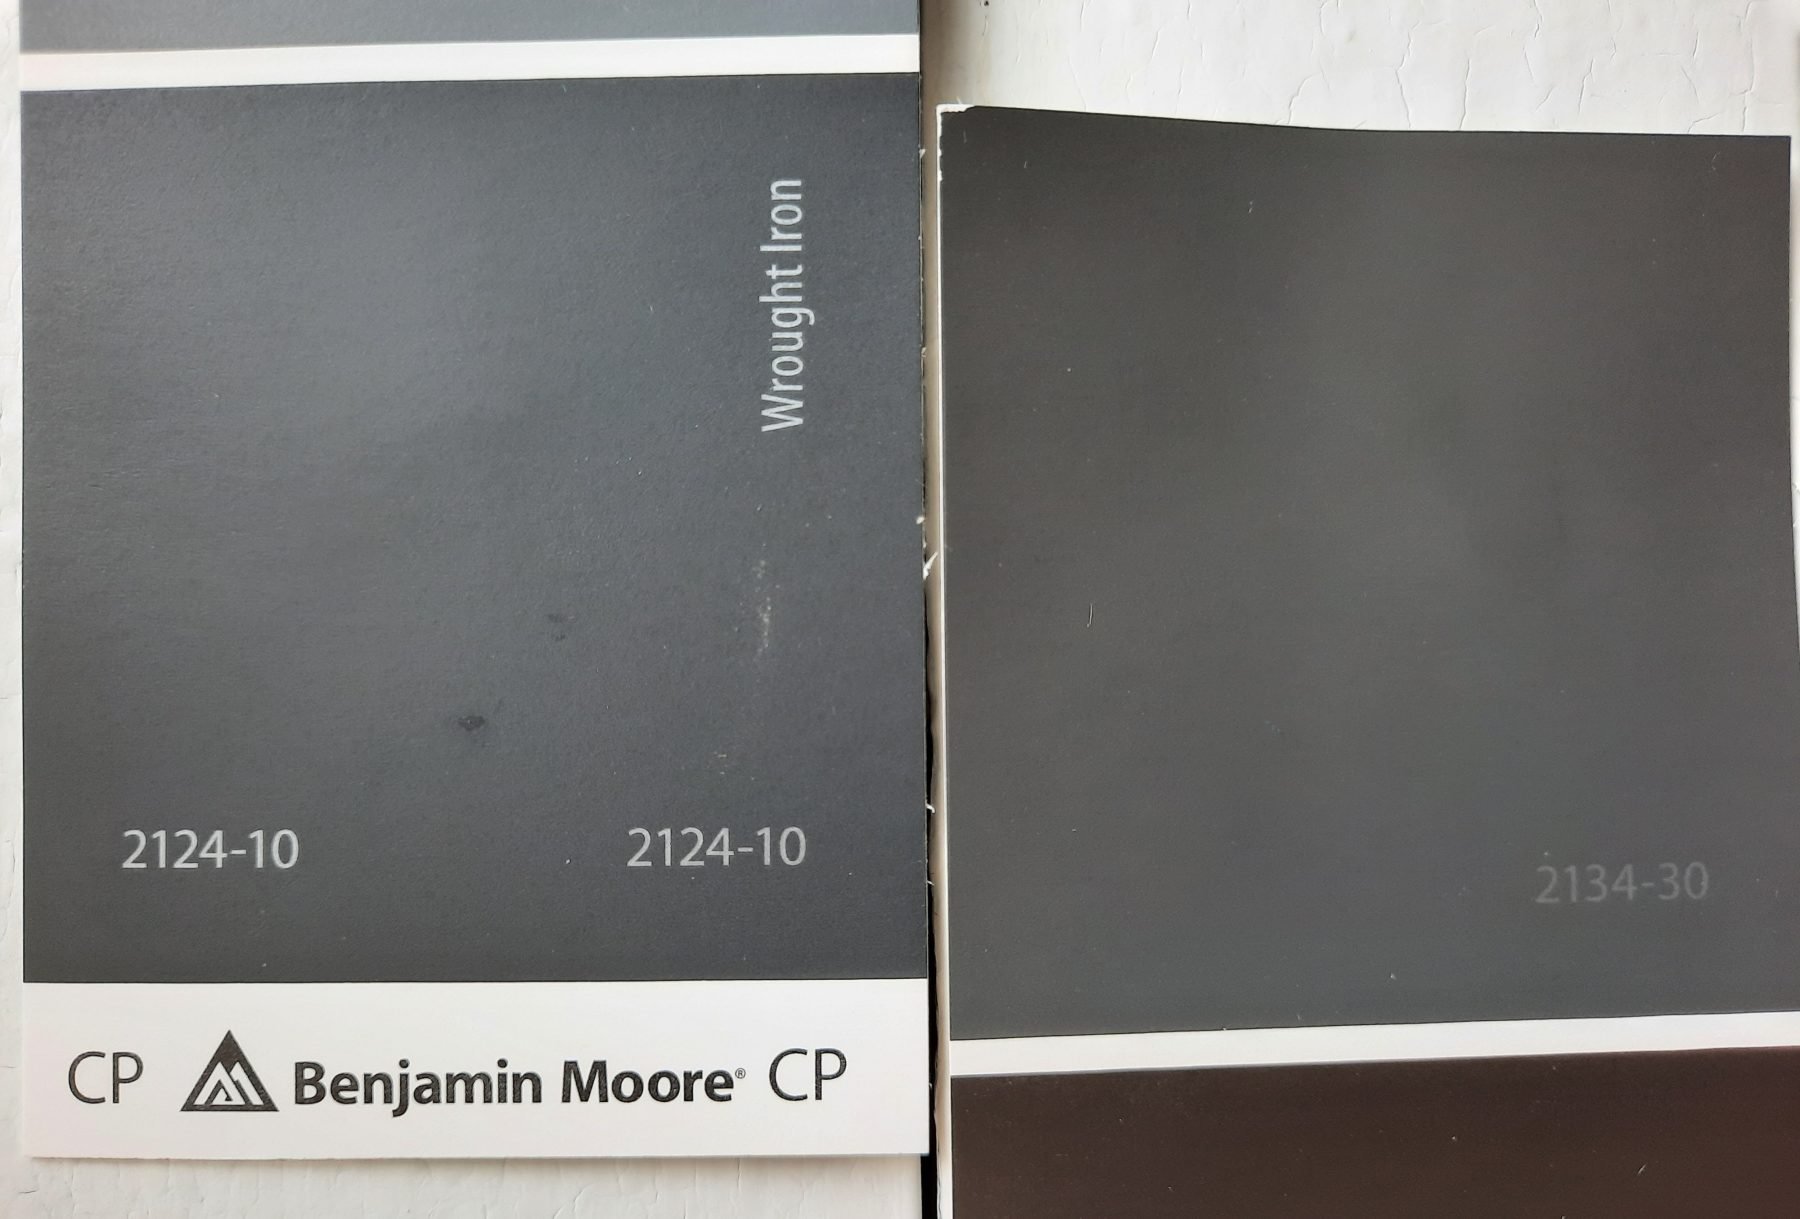 Wrought Iron
2124-10 2124-10
CP Benjamin Moore® CP
2134-30